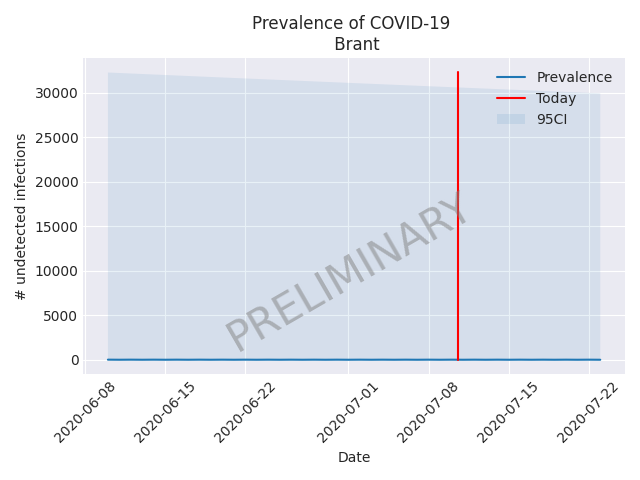 Prevalence of COVID-19
Brant
Prevalence
Today
95CI
30000
25000
20000
15000
10000
5000
0
# undetected infections
PRELIMINARY
2020-06-08
2020-06-15
2020-06-22
2020-07-01
2020-07-08
2020-07-15
2020-07-22
Date